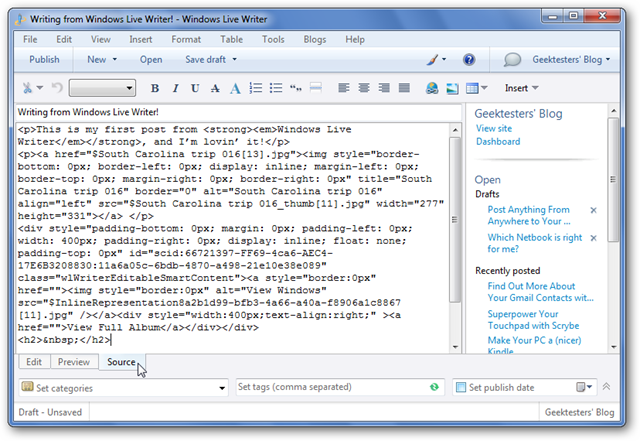 Writing from Windows Live Writer! - Windows Live Writer
File Edit View Insert Format Table Tools Blogs Help
Publish New Open Save draft Geektesters' Blog
B I U A A Insert
Writing from Windows Live Writer!
<p>This is my first post from <strong><em>Windows Live
Writer</em></strong>, and I’m lovin’ it!</p>
<p><a href="$South Carolina trip 016[13].jpg"><img style="border-
bottom: 0px; border-left: 0px; display: inline; margin-left: 0px;
border-top: 0px; margin-right: 0px; border-right: 0px" title="South
Carolina trip 016" border="0" alt="South Carolina trip 016"
align="left" src="$South Carolina trip 016_thumb[11].jpg" width="277"
height="331"></a> </p>
<div style="padding-bottom: 0px; margin: 0px; padding-left: 0px;
width: 400px; padding-right: 0px; display: inline; float: none;
padding-top: 0px" id="scid:66721397-FF69-4ca6-AEC4-
17E6B3208830:11a6a05c-6bdb-4870-a498-21e10e38e089"
class="wlWriterEditableSmartContent"><a style="border:0px"
href=""><img style="border:0px" alt="View Windows"
src="$InlineRepresentation8a2b1d99-bfb3-4a66-a40a-f8906a1c8867
[11].jpg" /></a><div style="width:400px;text-align:right;" ><a
href="">View Full Album</a></div></div>
<h2>&nbsp;</h2>
Geektesters' Blog
View site
Dashboard
Open
Drafts
Post Anything From
Anywhere to Your ...
Which Netbook is right
for me?
Recently posted
Find Out More About
Your Gmail Contacts wit...
Superpower Your
Touchpad with Scrybe
Make Your PC a (nicer)
Kindle
Edit Preview Source
Set categories Set tags (comma separated) Set publish date
Draft - Unsaved Geektesters' Blog